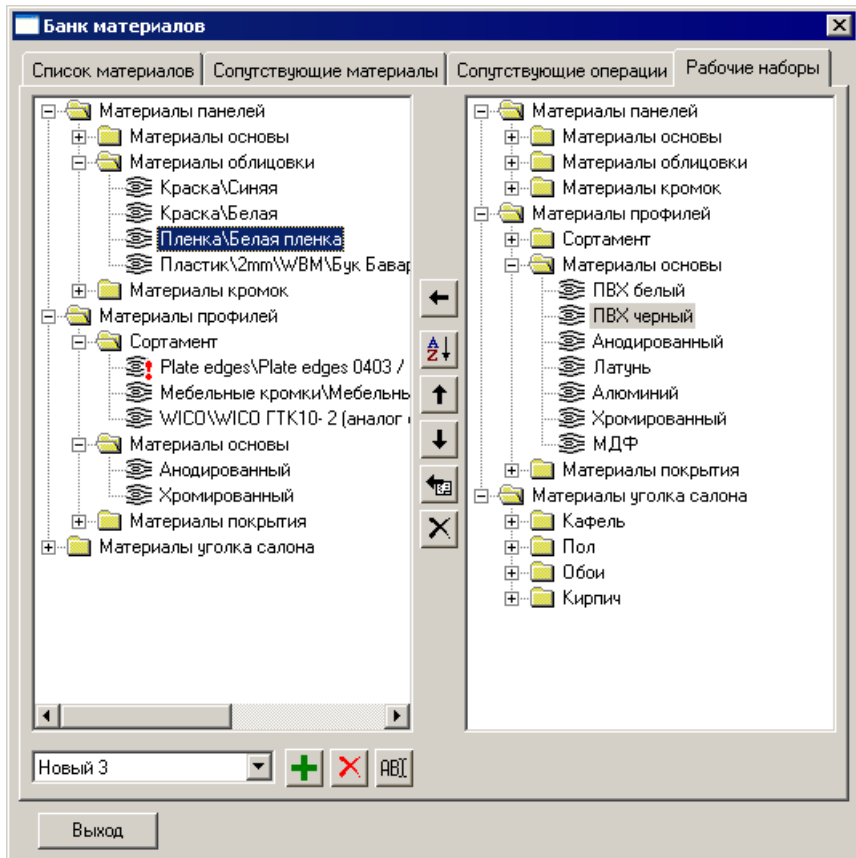 Банк материалов
Список материалов Сопутствующие материалы Сопутствующие операции Рабочие наборы
Материалы панелей
Материалы основы
Материалы облицовки
Краска\Синяя
Краска\Белая
Пленка\Белая пленка
Пластик\2mm\WBM\Бук Бавар
Материалы кромок
Материалы профилей
Сортамент
Plate edges\Plate edges 0403 /
Мебельные кромки\Мебельнь
WICO\WICO ГТК10- 2 (аналог
Материалы основы
Анодированный
Хромированный
Материалы покрытия
Материалы уголка салона
Материалы панелей
Материалы основы
Материалы облицовки
Материалы кромок
Материалы профилей
Сортамент
Материалы основы
ПВХ белый
ПВХ черный
Анодированный
Латунь
Алюминий
Хромированный
МДФ
Материалы покрытия
Материалы уголка салона
Кафель
Пол
Обои
Кирпич
A
Z
Новый 3
AB
Выход